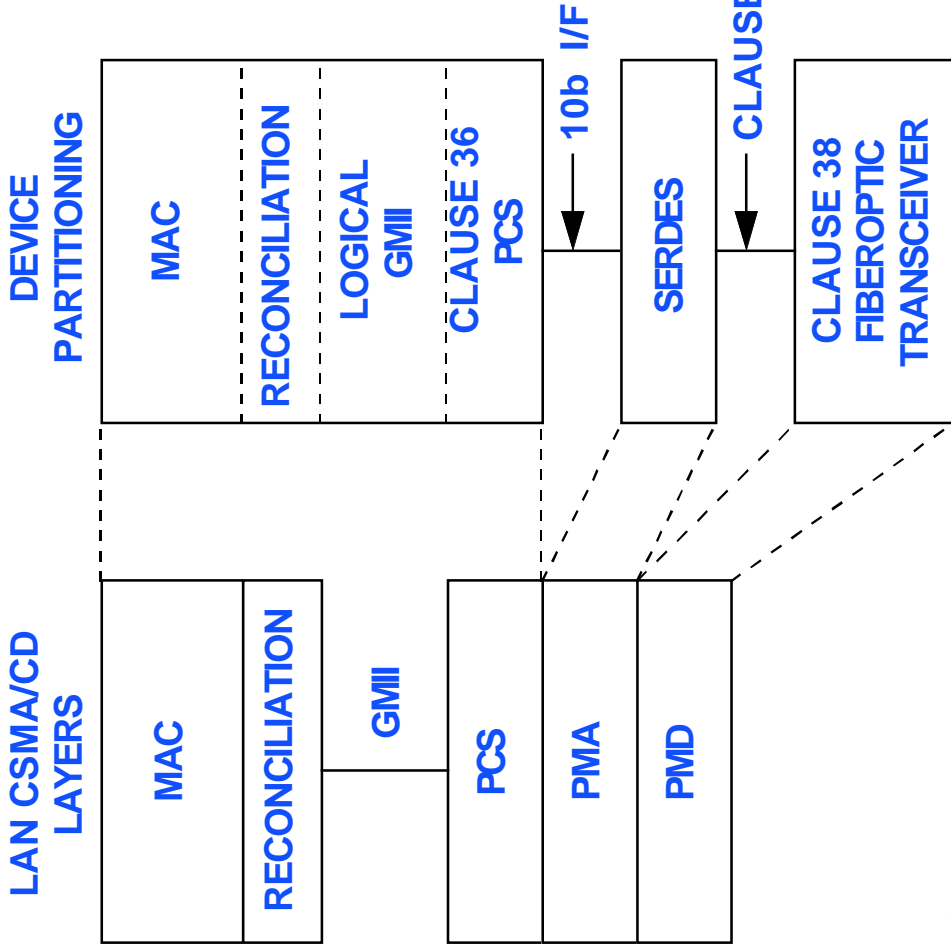 LAN CSMA/CD
LAYERS
MAC
RECONCILIATION
GMII
PCS
PMA
PMD
DEVICE
PARTITIONING
MAC
RECONCILIATION
LOGICAL
GMII
CLAUSE 36
PCS
10b I/F
SERDES
CLAUSE
CLAUSE 38
FIBEROPTIC
TRANSCEIVER